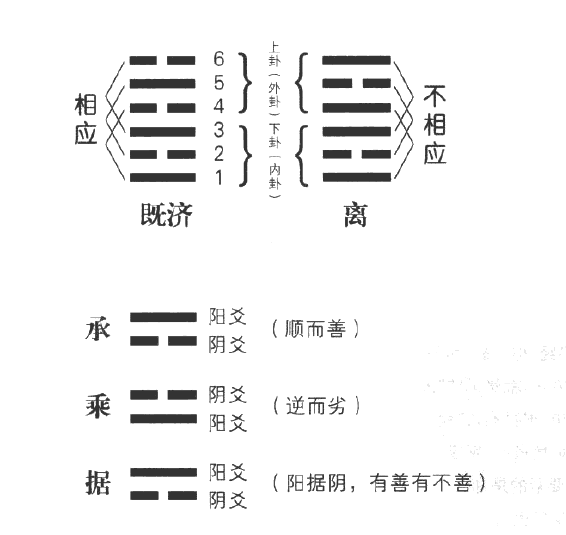 相应
6
5
4
3
2
1
上卦(外卦)
下卦(内卦)
不相应
既济
离
承
阳爻
阴爻
(顺而善)
乘
阴爻
阳爻
(逆而劣)
据
阳爻
阴爻
(阳据阴，有善有不善)